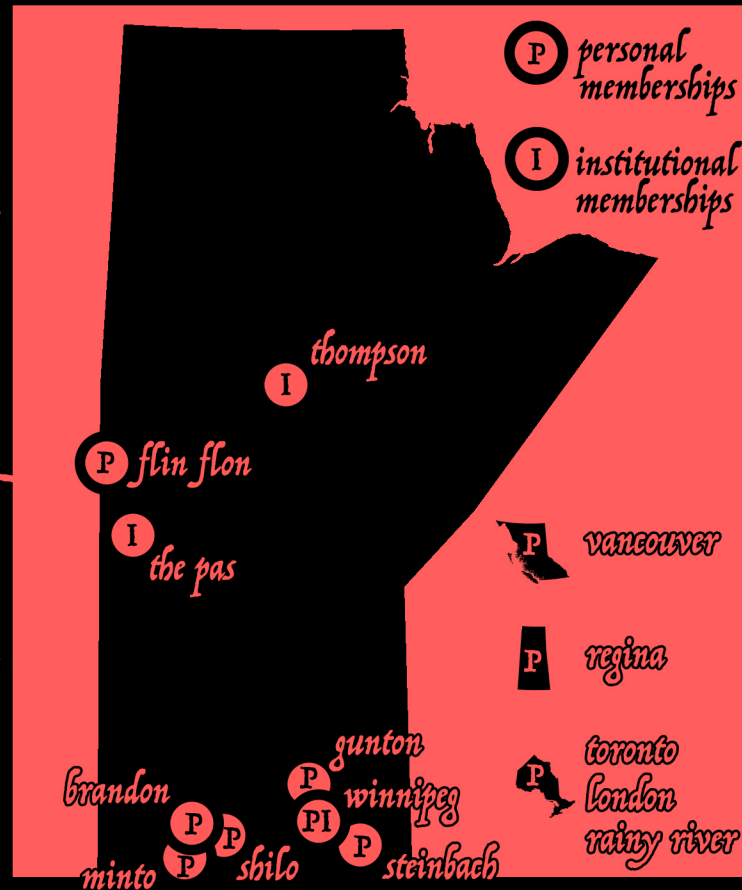 P personal
memberships
I institutional
memberships
thompson
I
P flin flon
I
the pas
P vancouver
P regina
P toronto
london
rainy river
gunton
P
winnipeg
PI
brandon
P
P
shilo
P
minto
P
steinbach